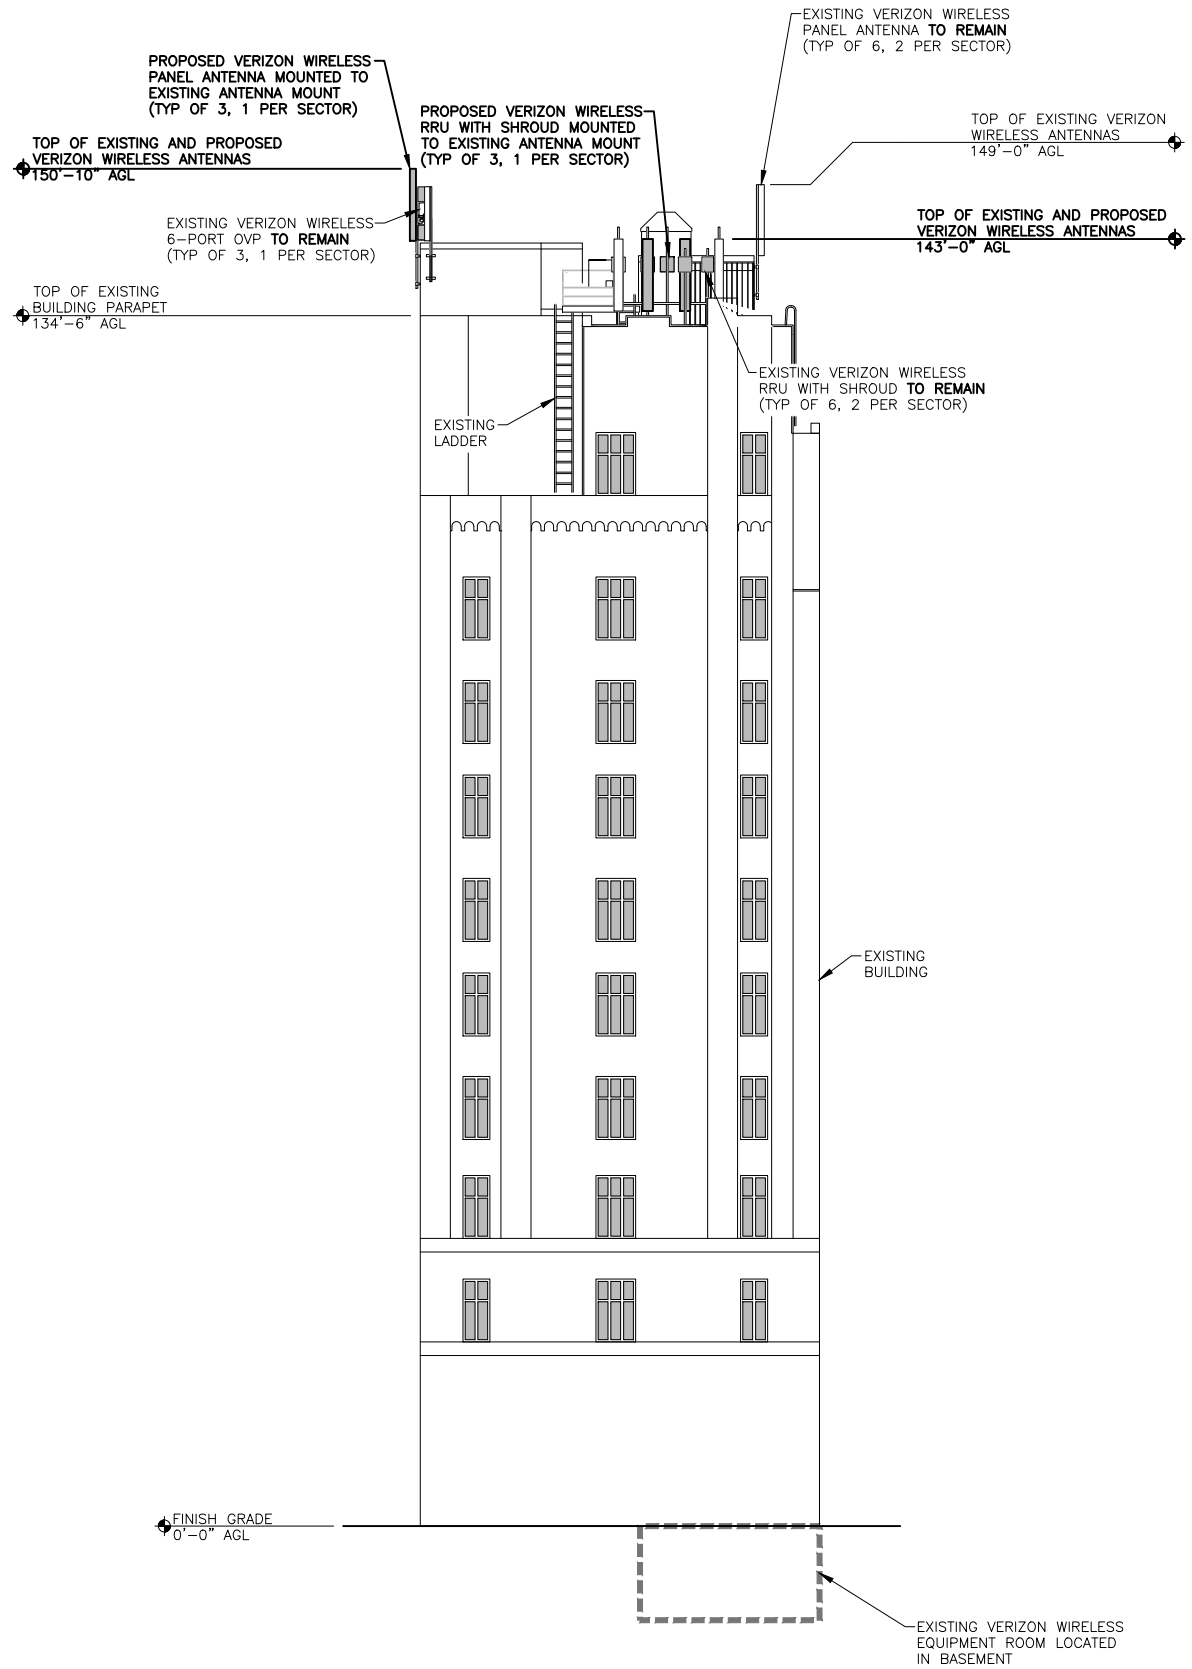 EXISTING VERIZON WIRELESS
PANEL ANTENNA TO REMAIN
(TYP OF 6, 2 PER SECTOR)
PROPOSED VERIZON WIRELESS
PANEL ANTENNA MOUNTED TO
EXISTING ANTENNA MOUNT
(TYP OF 3, 1 PER SECTOR)
PROPOSED VERIZON WIRELESS
RRU WITH SHROUD MOUNTED
TO EXISTING ANTENNA MOUNT
(TYP OF 3, 1 PER SECTOR)
TOP OF EXISTING VERIZON
WIRELESS ANTENNAS
149'-0" AGL
TOP OF EXISTING AND PROPOSED
VERIZON WIRELESS ANTENNAS
150'-10" AGL
EXISTING VERIZON WIRELESS
6-PORT OVP TO REMAIN
(TYP OF 3, 1 PER SECTOR)
TOP OF EXISTING AND PROPOSED
VERIZON WIRELESS ANTENNAS
143'-0" AGL
TOP OF EXISTING
BUILDING PARAPET
134'-6" AGL
EXISTING VERIZON WIRELESS
RRU WITH SHROUD TO REMAIN
(TYP OF 6, 2 PER SECTOR)
EXISTING
LADDER
EXISTING
BUILDING
FINISH GRADE
0'-0" AGL
EXISTING VERIZON WIRELESS
EQUIPMENT ROOM LOCATED
IN BASEMENT